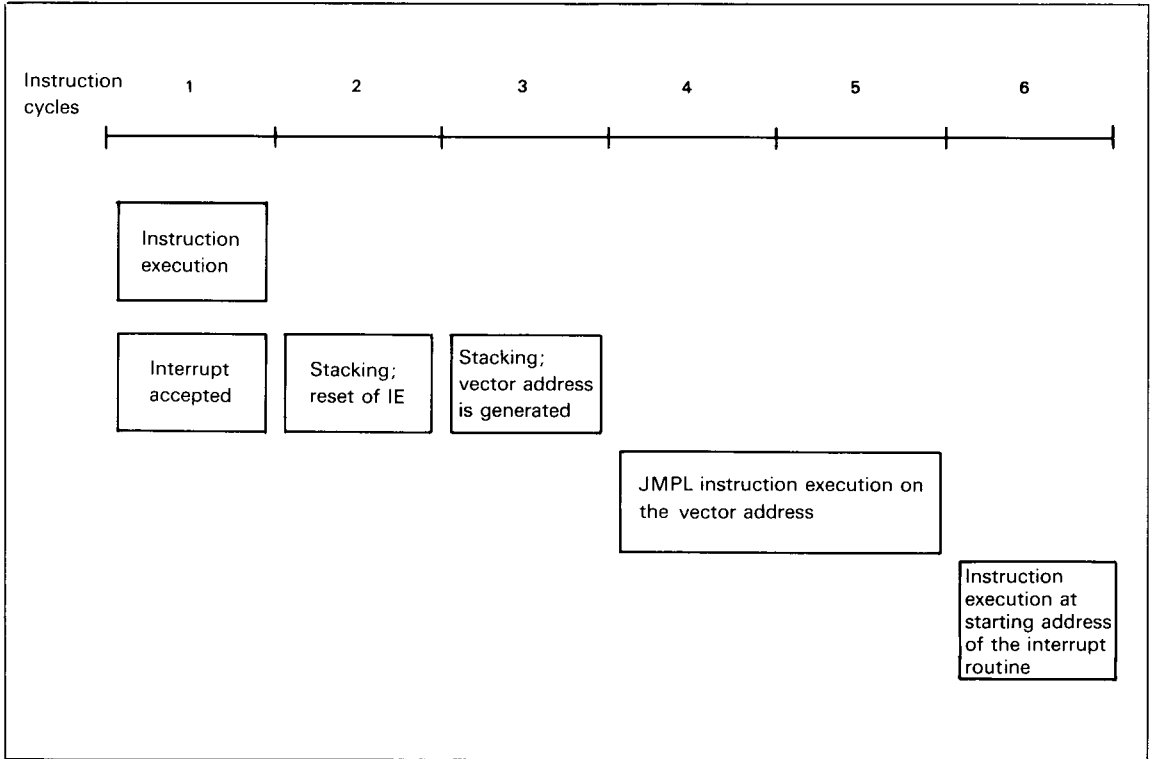 Instruction
cycles
1 2 3 4 5 6
Instruction
execution
Interrupt
accepted
Stacking;
reset of IE
Stacking;
vector address
is generated
JMPL instruction execution on
the vector address
Instruction
execution at
starting address
of the interrupt
routine